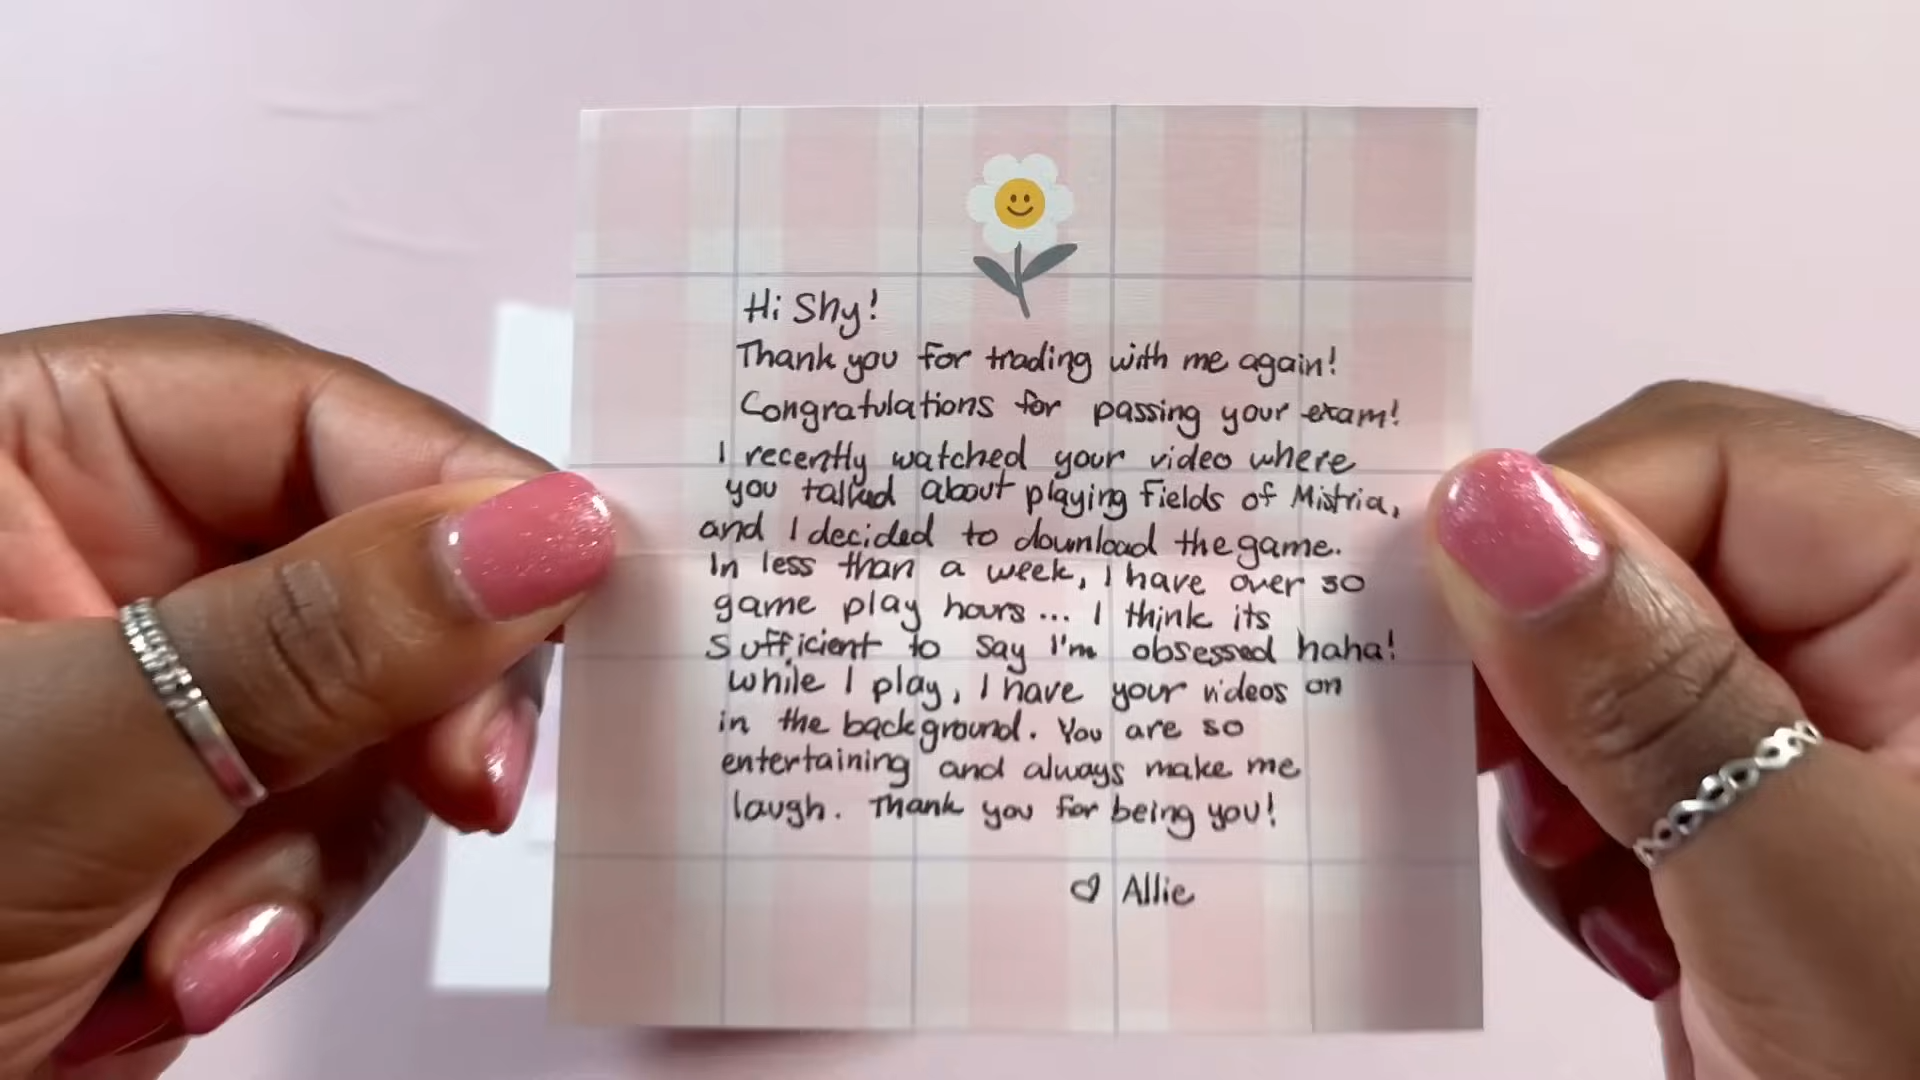 Hi Shy!
Thank you for trading with me again!
Congratulations for passing your exam!
I recently watched your video where
you talked about playing Fields of Mistria,
and I decided to download the game.
In less than a week, I have over 30
game play hours... I think its
Sufficient to say I'm obsessed haha!
While I play, I have your videos on
in the background. You are so
entertaining and always make me
laugh. Thank you for being you!
♡ Allie